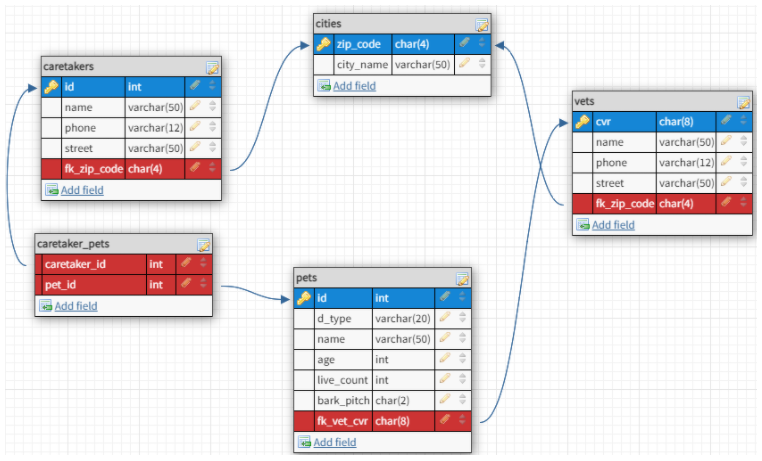 cities
zip_code char(4)
city_name varchar(50)
Add field
caretakers
id int
name varchar(50)
phone varchar(12)
street varchar(50)
fk_zip_code char(4)
Add field
vets
cvr char(8)
name varchar(50)
phone varchar(12)
street varchar(50)
fk_zip_code char(4)
Add field
caretaker_pets
caretaker_id int
pet_id int
Add field
pets
id int
d_type varchar(20)
name varchar(50)
age int
live_count int
bark_pitch char(2)
fk_vet_cvr char(8)
Add field